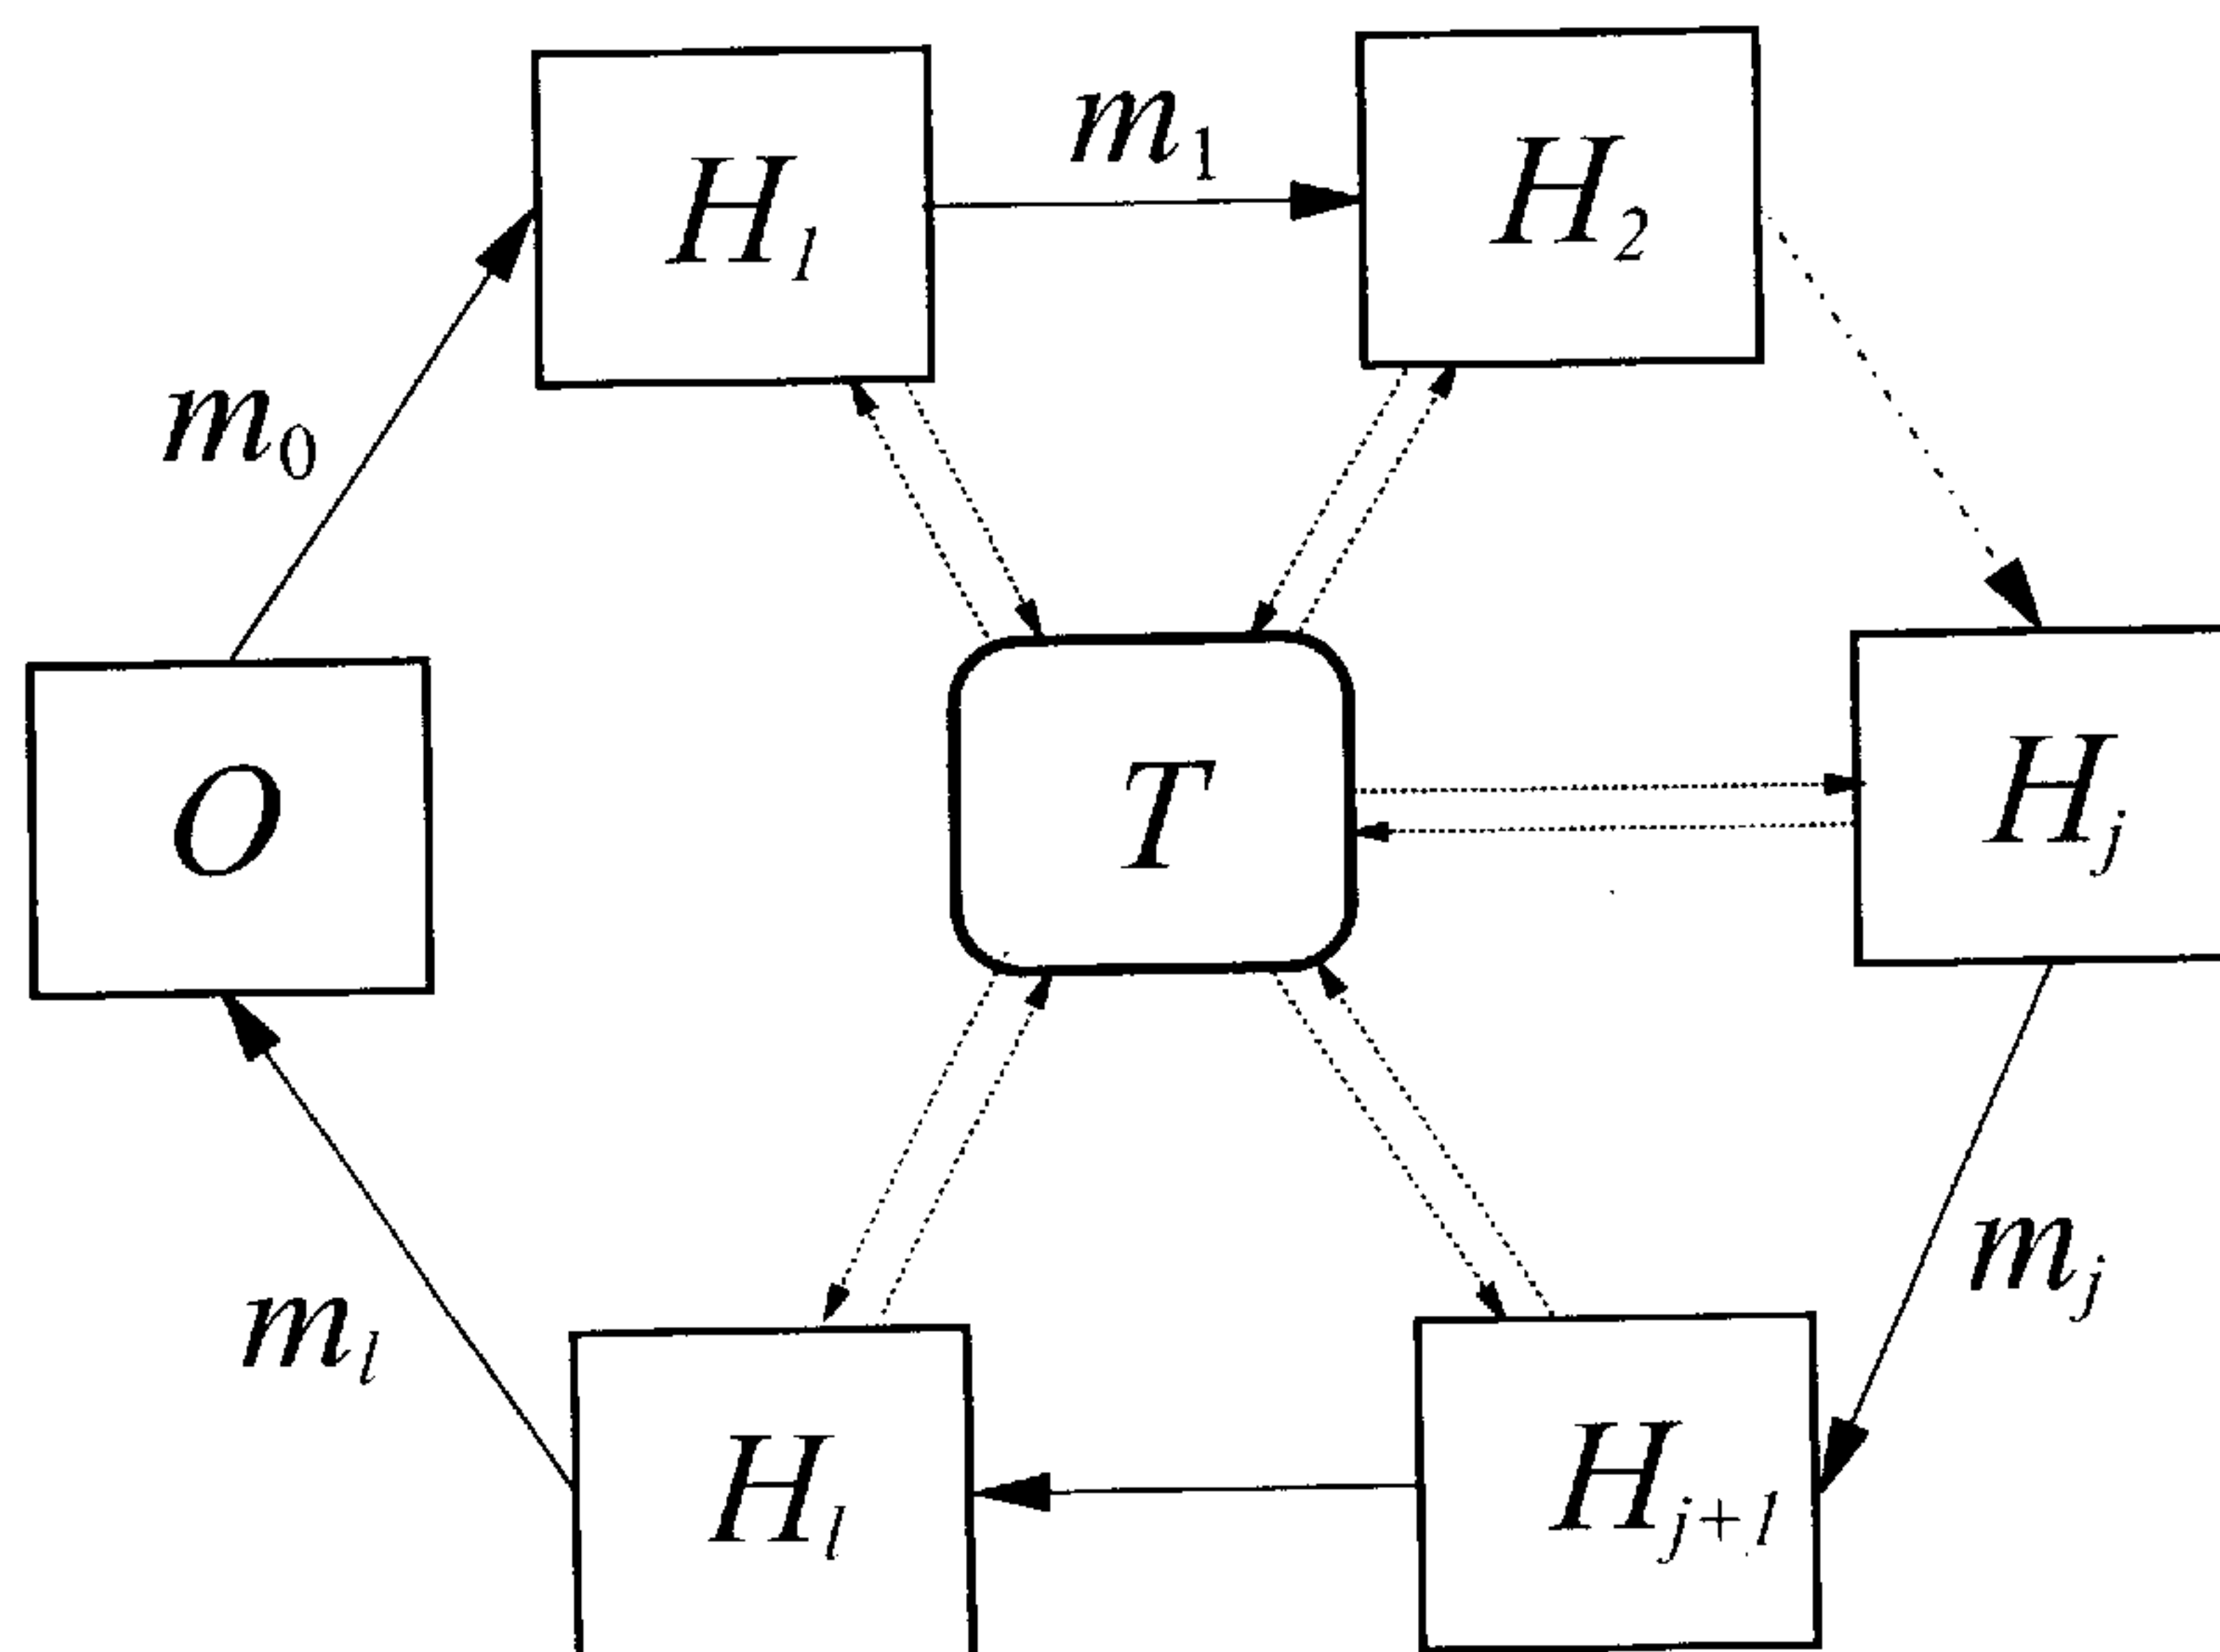 m₁
H₁
H₂
m₀
O
T
Hⱼ
mⱼ
mₗ
Hₗ
Hⱼ₊₁